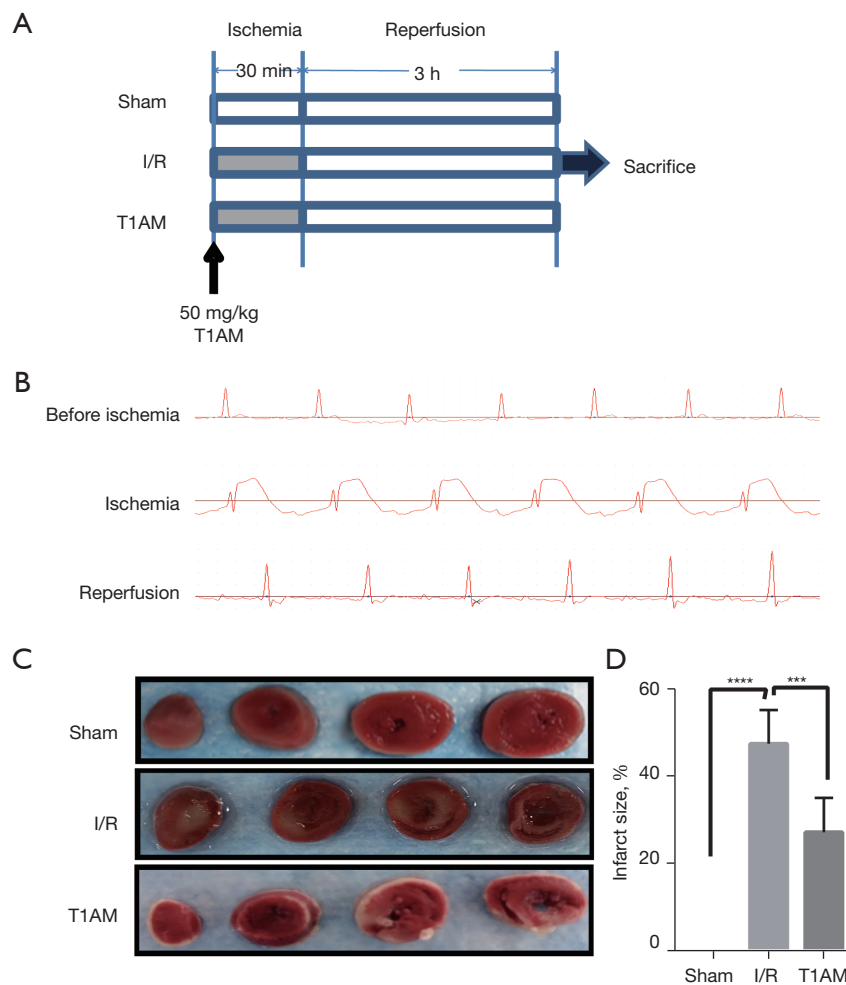 A
Ischemia
Reperfusion
30 min
3 h
Sham
I/R
Sacrifice
T1AM
50 mg/kg
T1AM
B
Before ischemia
Ischemia
Reperfusion
C
Sham
I/R
T1AM
D
****
***
Infarct size, %
60
40
20
0
Sham
I/R
T1AM